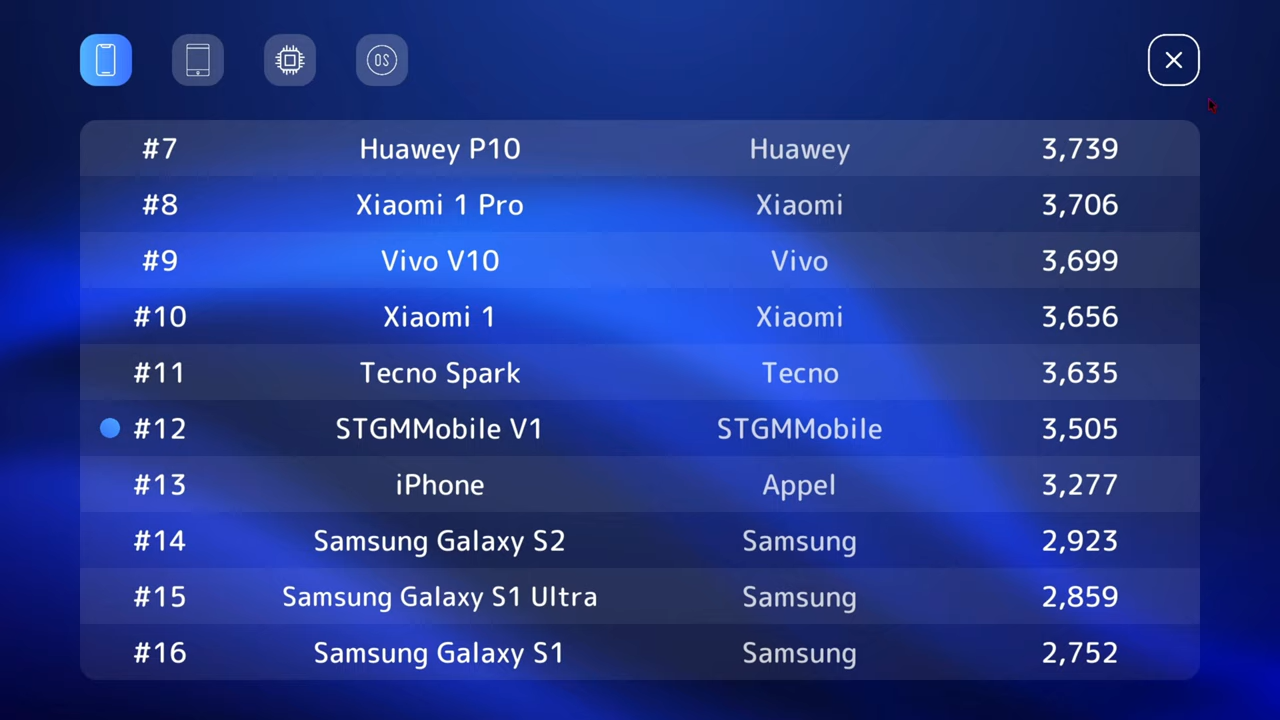 OS
#7 Huawey P10 Huawey 3,739
#8 Xiaomi 1 Pro Xiaomi 3,706
#9 Vivo V10 Vivo 3,699
#10 Xiaomi 1 Xiaomi 3,656
#11 Tecno Spark Tecno 3,635
#12 STGMMobile V1 STGMMobile 3,505
#13 iPhone Appel 3,277
#14 Samsung Galaxy S2 Samsung 2,923
#15 Samsung Galaxy S1 Ultra Samsung 2,859
#16 Samsung Galaxy S1 Samsung 2,752